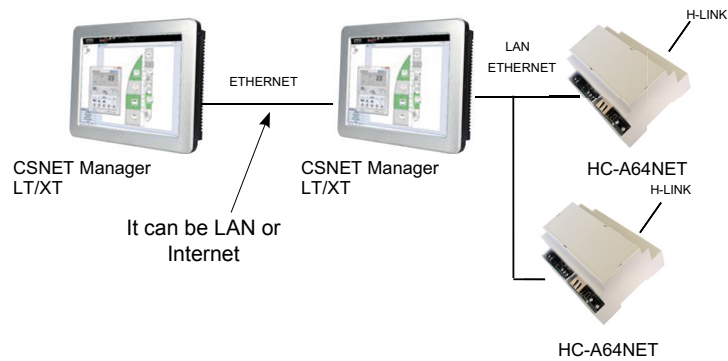 H-LINK
LAN
ETHERNET
ETHERNET
CSNET Manager
LT/XT
CSNET Manager
LT/XT
HC-A64NET
H-LINK
It can be LAN or
Internet
HC-A64NET